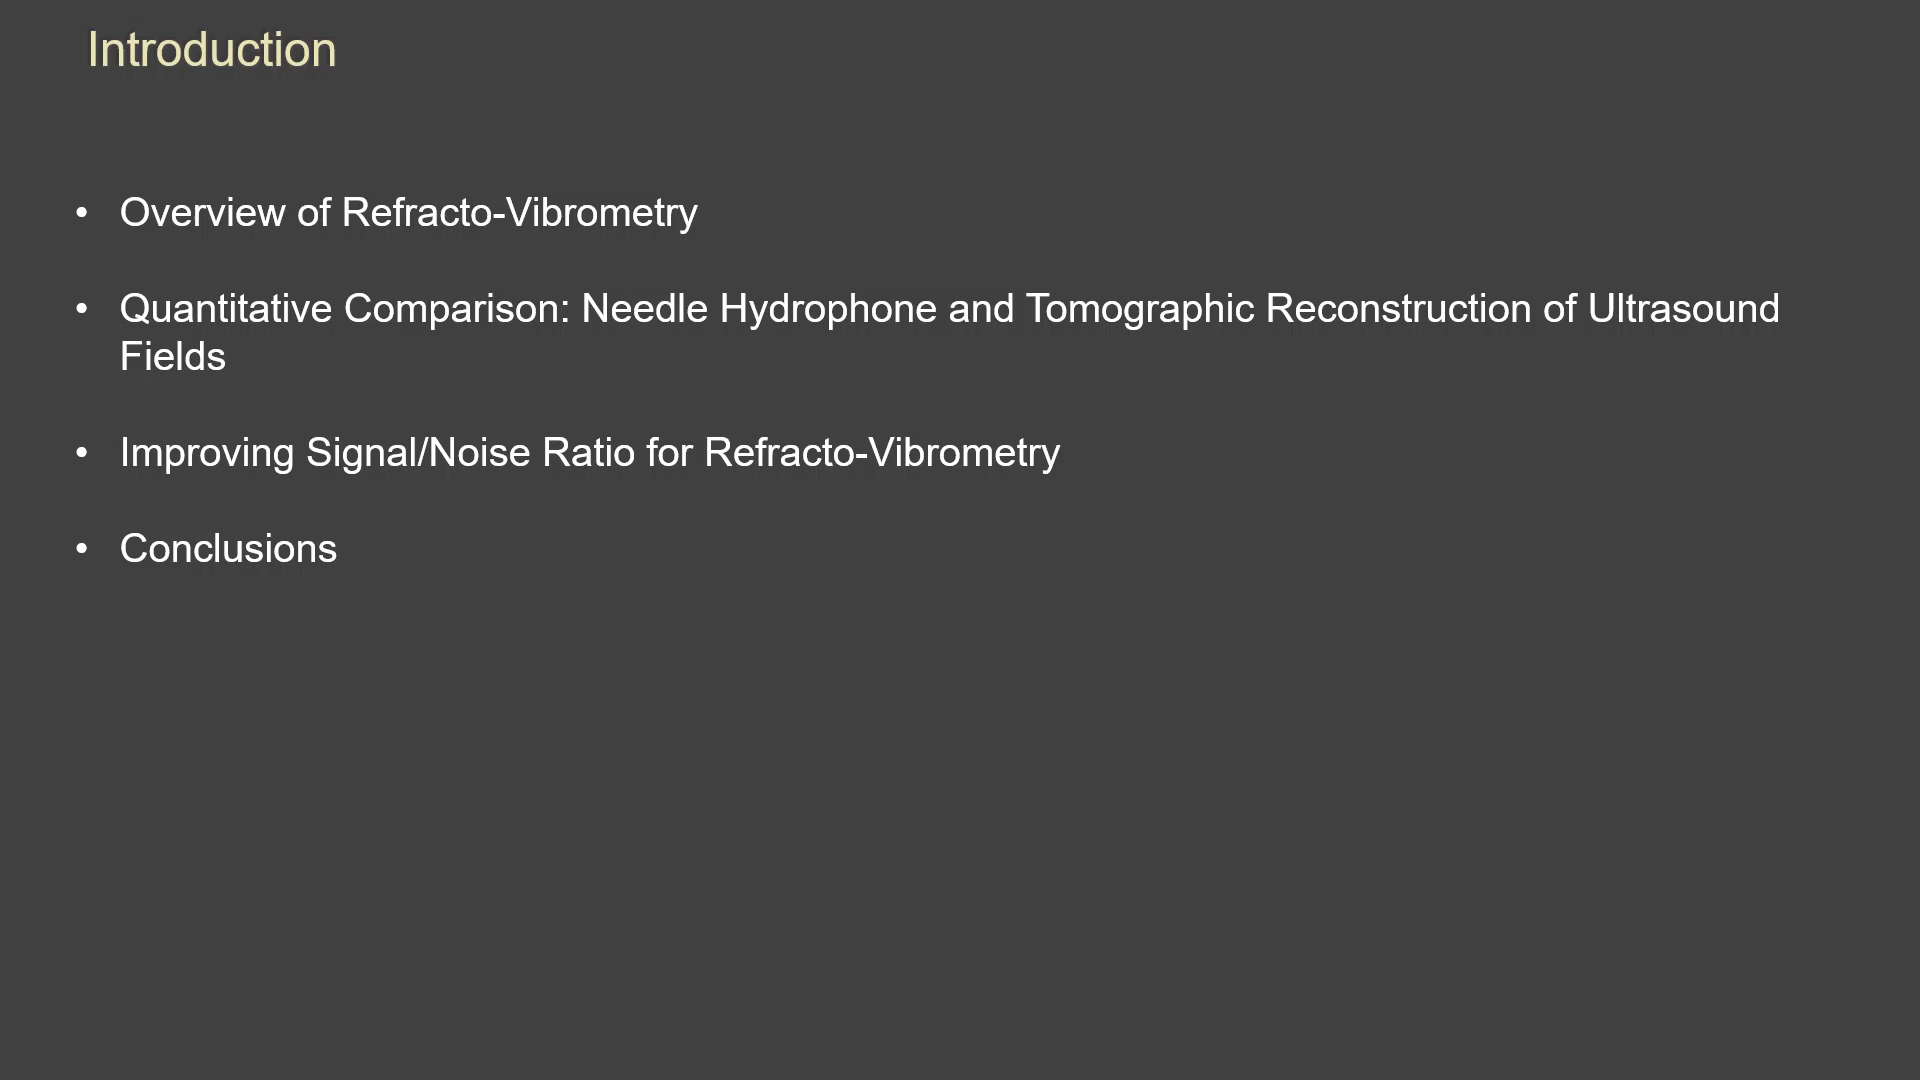 Introduction
• Overview of Refracto-Vibrometry
• Quantitative Comparison: Needle Hydrophone and Tomographic Reconstruction of Ultrasound
Fields
• Improving Signal/Noise Ratio for Refracto-Vibrometry
• Conclusions